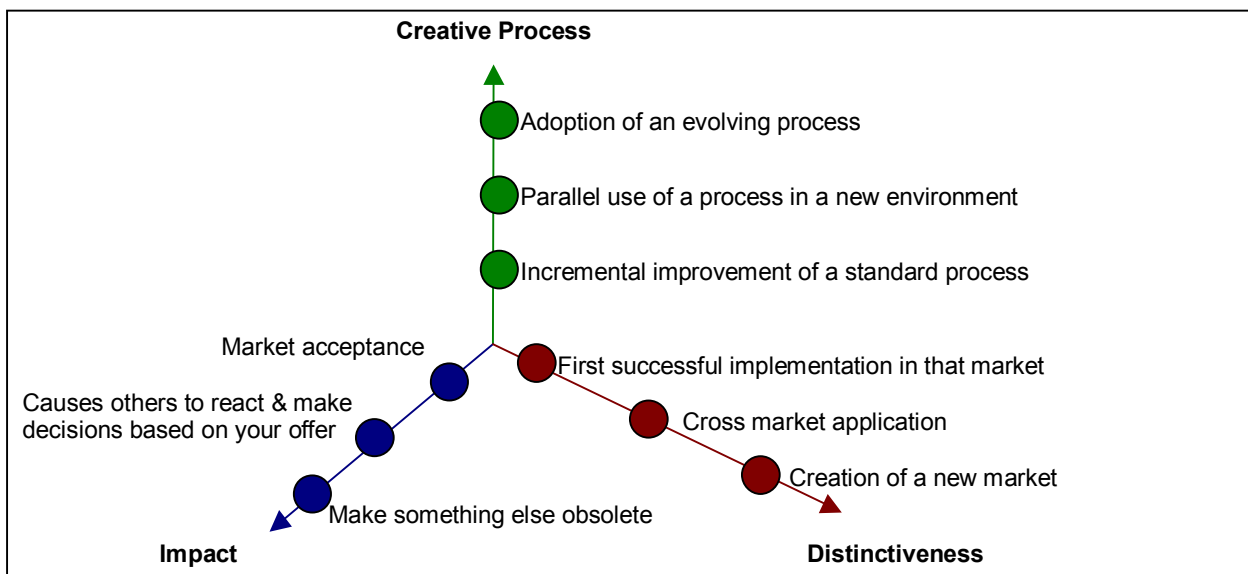 Creative Process
Adoption of an evolving process
Parallel use of a process in a new environment
Incremental improvement of a standard process
Market acceptance
First successful implementation in that market
Causes others to react & make
decisions based on your offer
Cross market application
Creation of a new market
Make something else obsolete
Impact
Distinctiveness